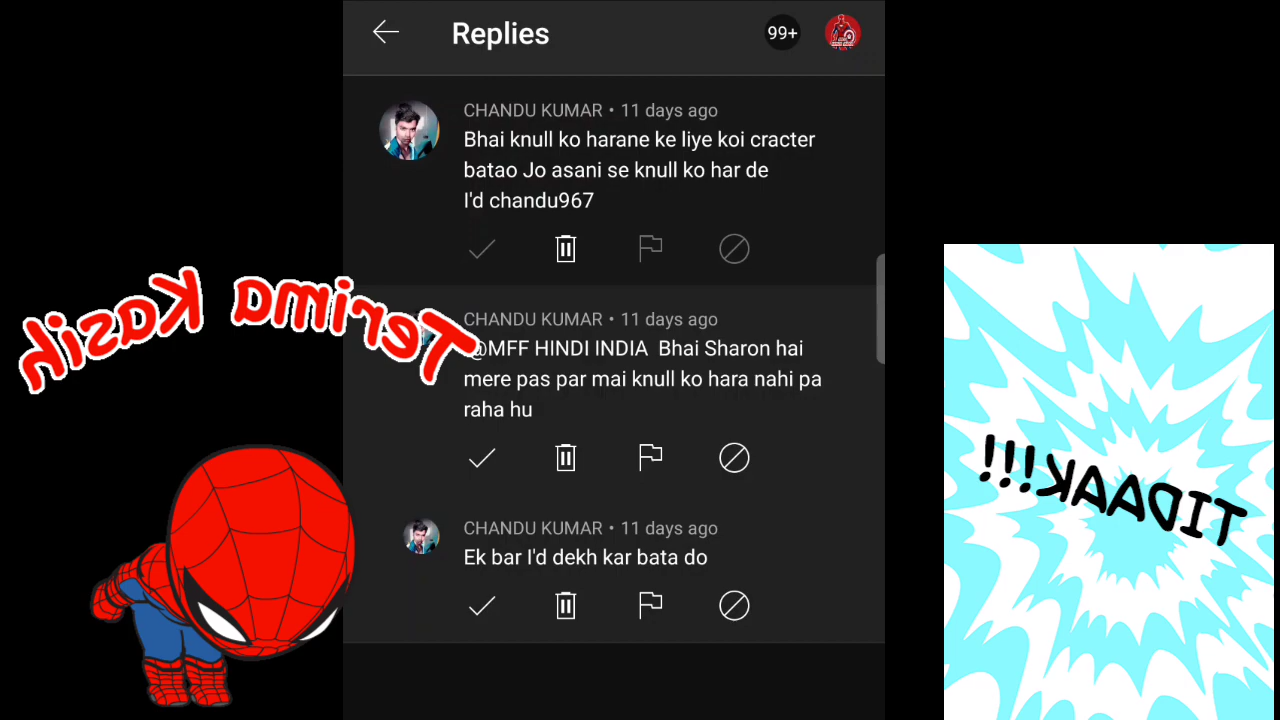 Replies
99+
CHANDU KUMAR • 11 days ago
Bhai knull ko harane ke liye koi cracter
batao Jo asani se knull ko har de
I'd chandu967
CHANDU KUMAR • 11 days ago
@MFF HINDI INDIA Bhai Sharon hai
mere pas par mai knull ko hara nahi pa
raha hu
CHANDU KUMAR • 11 days ago
Ek bar I'd dekh kar bata do
Terima Kasih
TIDAAK!!!